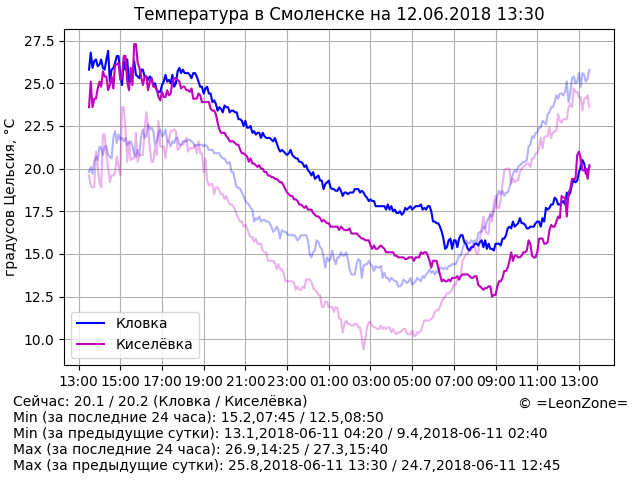 Температура в Смоленске на 12.06.2018 13:30
градусов Цельсия, °C
27.5
25.0
22.5
20.0
17.5
15.0
12.5
10.0
Кловка
Киселёвка
13:00 15:00 17:00 19:00 21:00 23:00 01:00 03:00 05:00 07:00 09:00 11:00 13:00
Сейчас: 20.1 / 20.2 (Кловка / Киселёвка)
© =LeonZone=
Min (за последние 24 часа): 15.2,07:45 / 12.5,08:50
Min (за предыдущие сутки): 13.1,2018-06-11 04:20 / 9.4,2018-06-11 02:40
Max (за последние 24 часа): 26.9,14:25 / 27.3,15:40
Max (за предыдущие сутки): 25.8,2018-06-11 13:30 / 24.7,2018-06-11 12:45